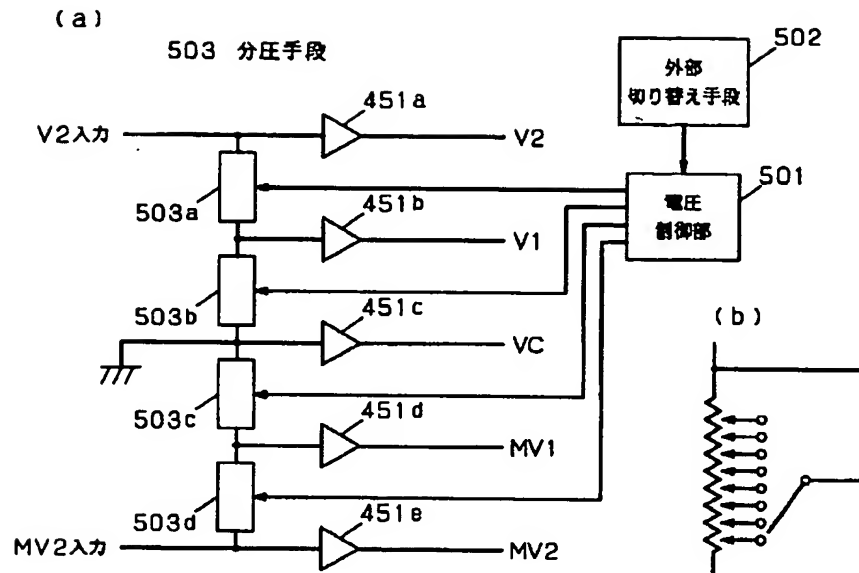 (a)
503 分圧手段
502
外部
切り替え手段
V2入力
451a
V2
501
電圧
制御部
503a
451b
V1
503b
451c
VC
(b)
503c
451d
MV1
503d
451e
MV2入力
MV2